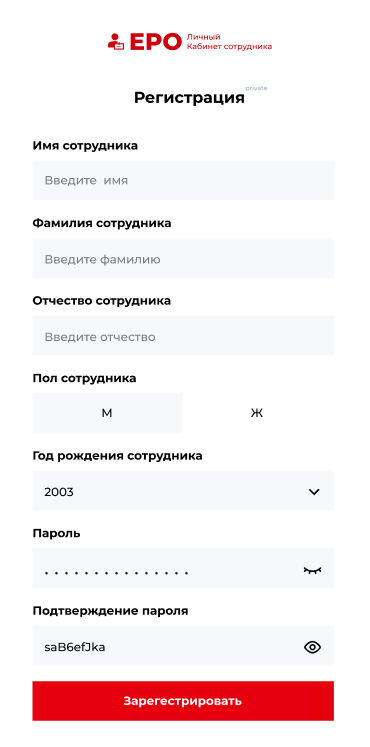 EPO Личный
Кабинет сотрудника
Регистрация private
Имя сотрудника
Введите  имя
Фамилия сотрудника
Введите фамилию
Отчество сотрудника
Введите отчество
Пол сотрудника
М Ж
Год рождения сотрудника
2003
Пароль
. . . . . . . . . . . . . . .
Подтверждение пароля
saB6efJka
Зарегестрировать